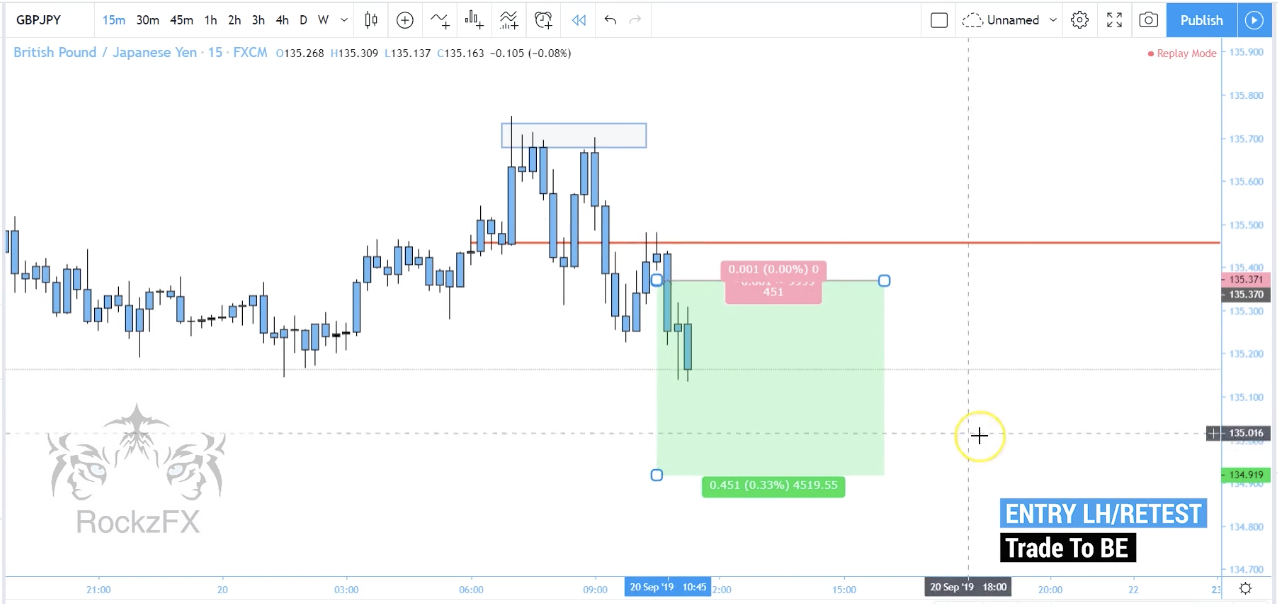 GBPJPY 15m 30m 45m 1h 2h 3h 4h D W Unnamed Publish
British Pound / Japanese Yen · 15 · FXCM O135.268 H135.309 L135.137 C135.163 −0.105 (−0.08%)
Replay Mode
135.900
135.800
135.700
135.600
135.500
135.400
0.001 (0.00%) 0
451
135.371
135.370
135.300
135.200
135.100
135.016
134.919
0.451 (0.33%) 4519.55
134.800
134.700
RockzFX
ENTRY LH/RETEST
Trade To BE
21:00 20 03:00 06:00 09:00 20 Sep '19 10:45 2:00 15:00 20 Sep '19 18:00 20:00 22